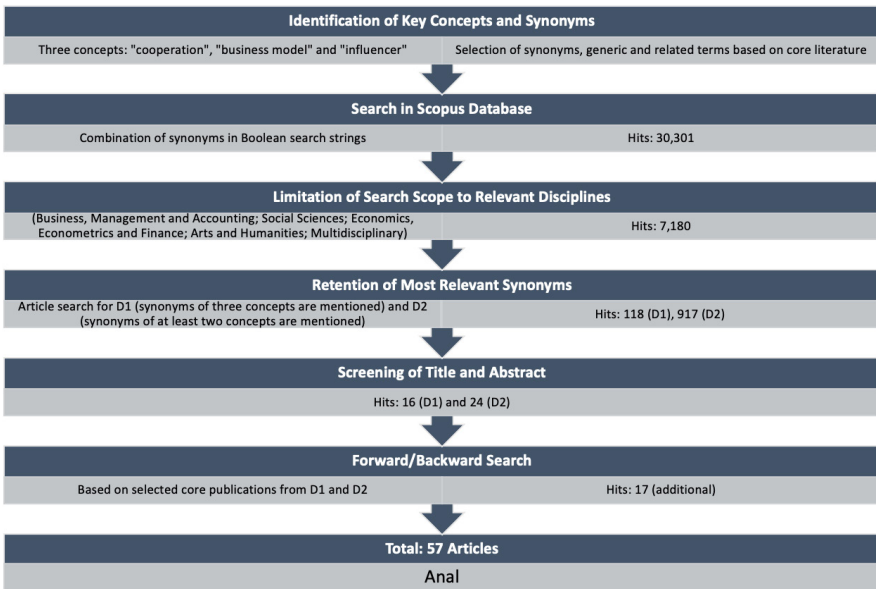 Identification of Key Concepts and Synonyms
Three concepts: "cooperation", "business model" and "influencer"
Selection of synonyms, generic and related terms based on core literature
Search in Scopus Database
Combination of synonyms in Boolean search strings
Hits: 30,301
Limitation of Search Scope to Relevant Disciplines
(Business, Management and Accounting; Social Sciences; Economics,
Econometrics and Finance; Arts and Humanities; Multidisciplinary)
Hits: 7,180
Retention of Most Relevant Synonyms
Article search for D1 (synonyms of three concepts are mentioned) and D2
(synonyms of at least two concepts are mentioned)
Hits: 118 (D1), 917 (D2)
Screening of Title and Abstract
Hits: 16 (D1) and 24 (D2)
Forward/Backward Search
Based on selected core publications from D1 and D2
Hits: 17 (additional)
Total: 57 Articles
Anal